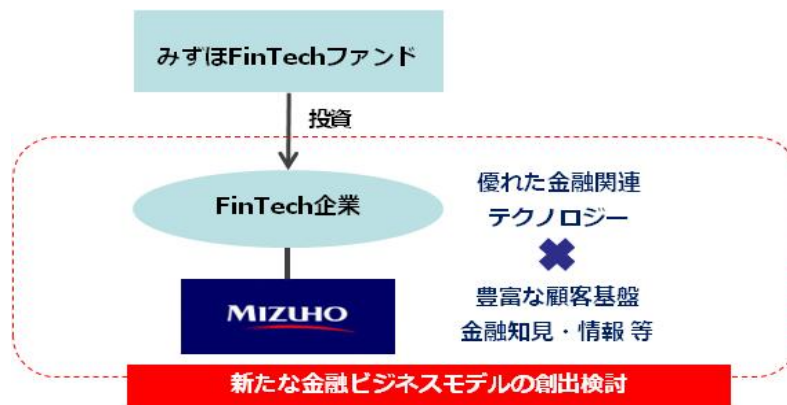 みずほFinTechファンド
投資
FinTech企業
優れた金融関連
テクノロジー
MIZUHO
豊富な顧客基盤
金融知見・情報 等
新たな金融ビジネスモデルの創出検討